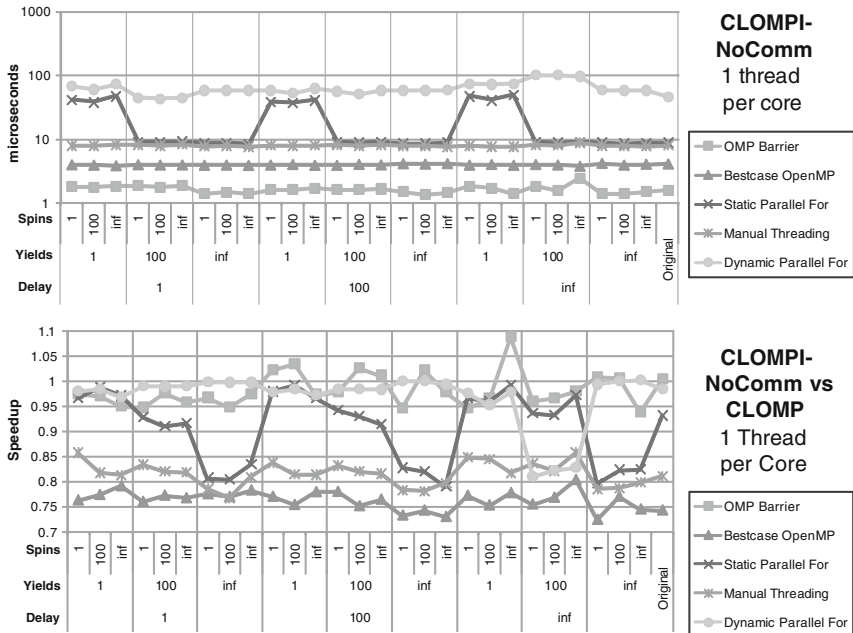 1000
100
10
1
microseconds
Spins
1 100 inf 1 100 inf 1 100 inf 1 100 inf 1 100 inf 1 100 inf 1 100 inf 1 100 inf 1 100 inf Original
Yields
1 100 inf 1 100 inf 1 100 inf
Delay
1 100 inf
CLOMPI-
NoComm
1 thread
per core
OMP Barrier
Bestcase OpenMP
Static Parallel For
Manual Threading
Dynamic Parallel For
1.1
1.05
1
0.95
0.9
0.85
0.8
0.75
0.7
Speedup
Spins
1 100 inf 1 100 inf 1 100 inf 1 100 inf 1 100 inf 1 100 inf 1 100 inf 1 100 inf 1 100 inf Original
Yields
1 100 inf 1 100 inf 1 100 inf
Delay
1 100 inf
CLOMPI-
NoComm vs
CLOMP
1 Thread
per Core
OMP Barrier
Bestcase OpenMP
Static Parallel For
Manual Threading
Dynamic Parallel For